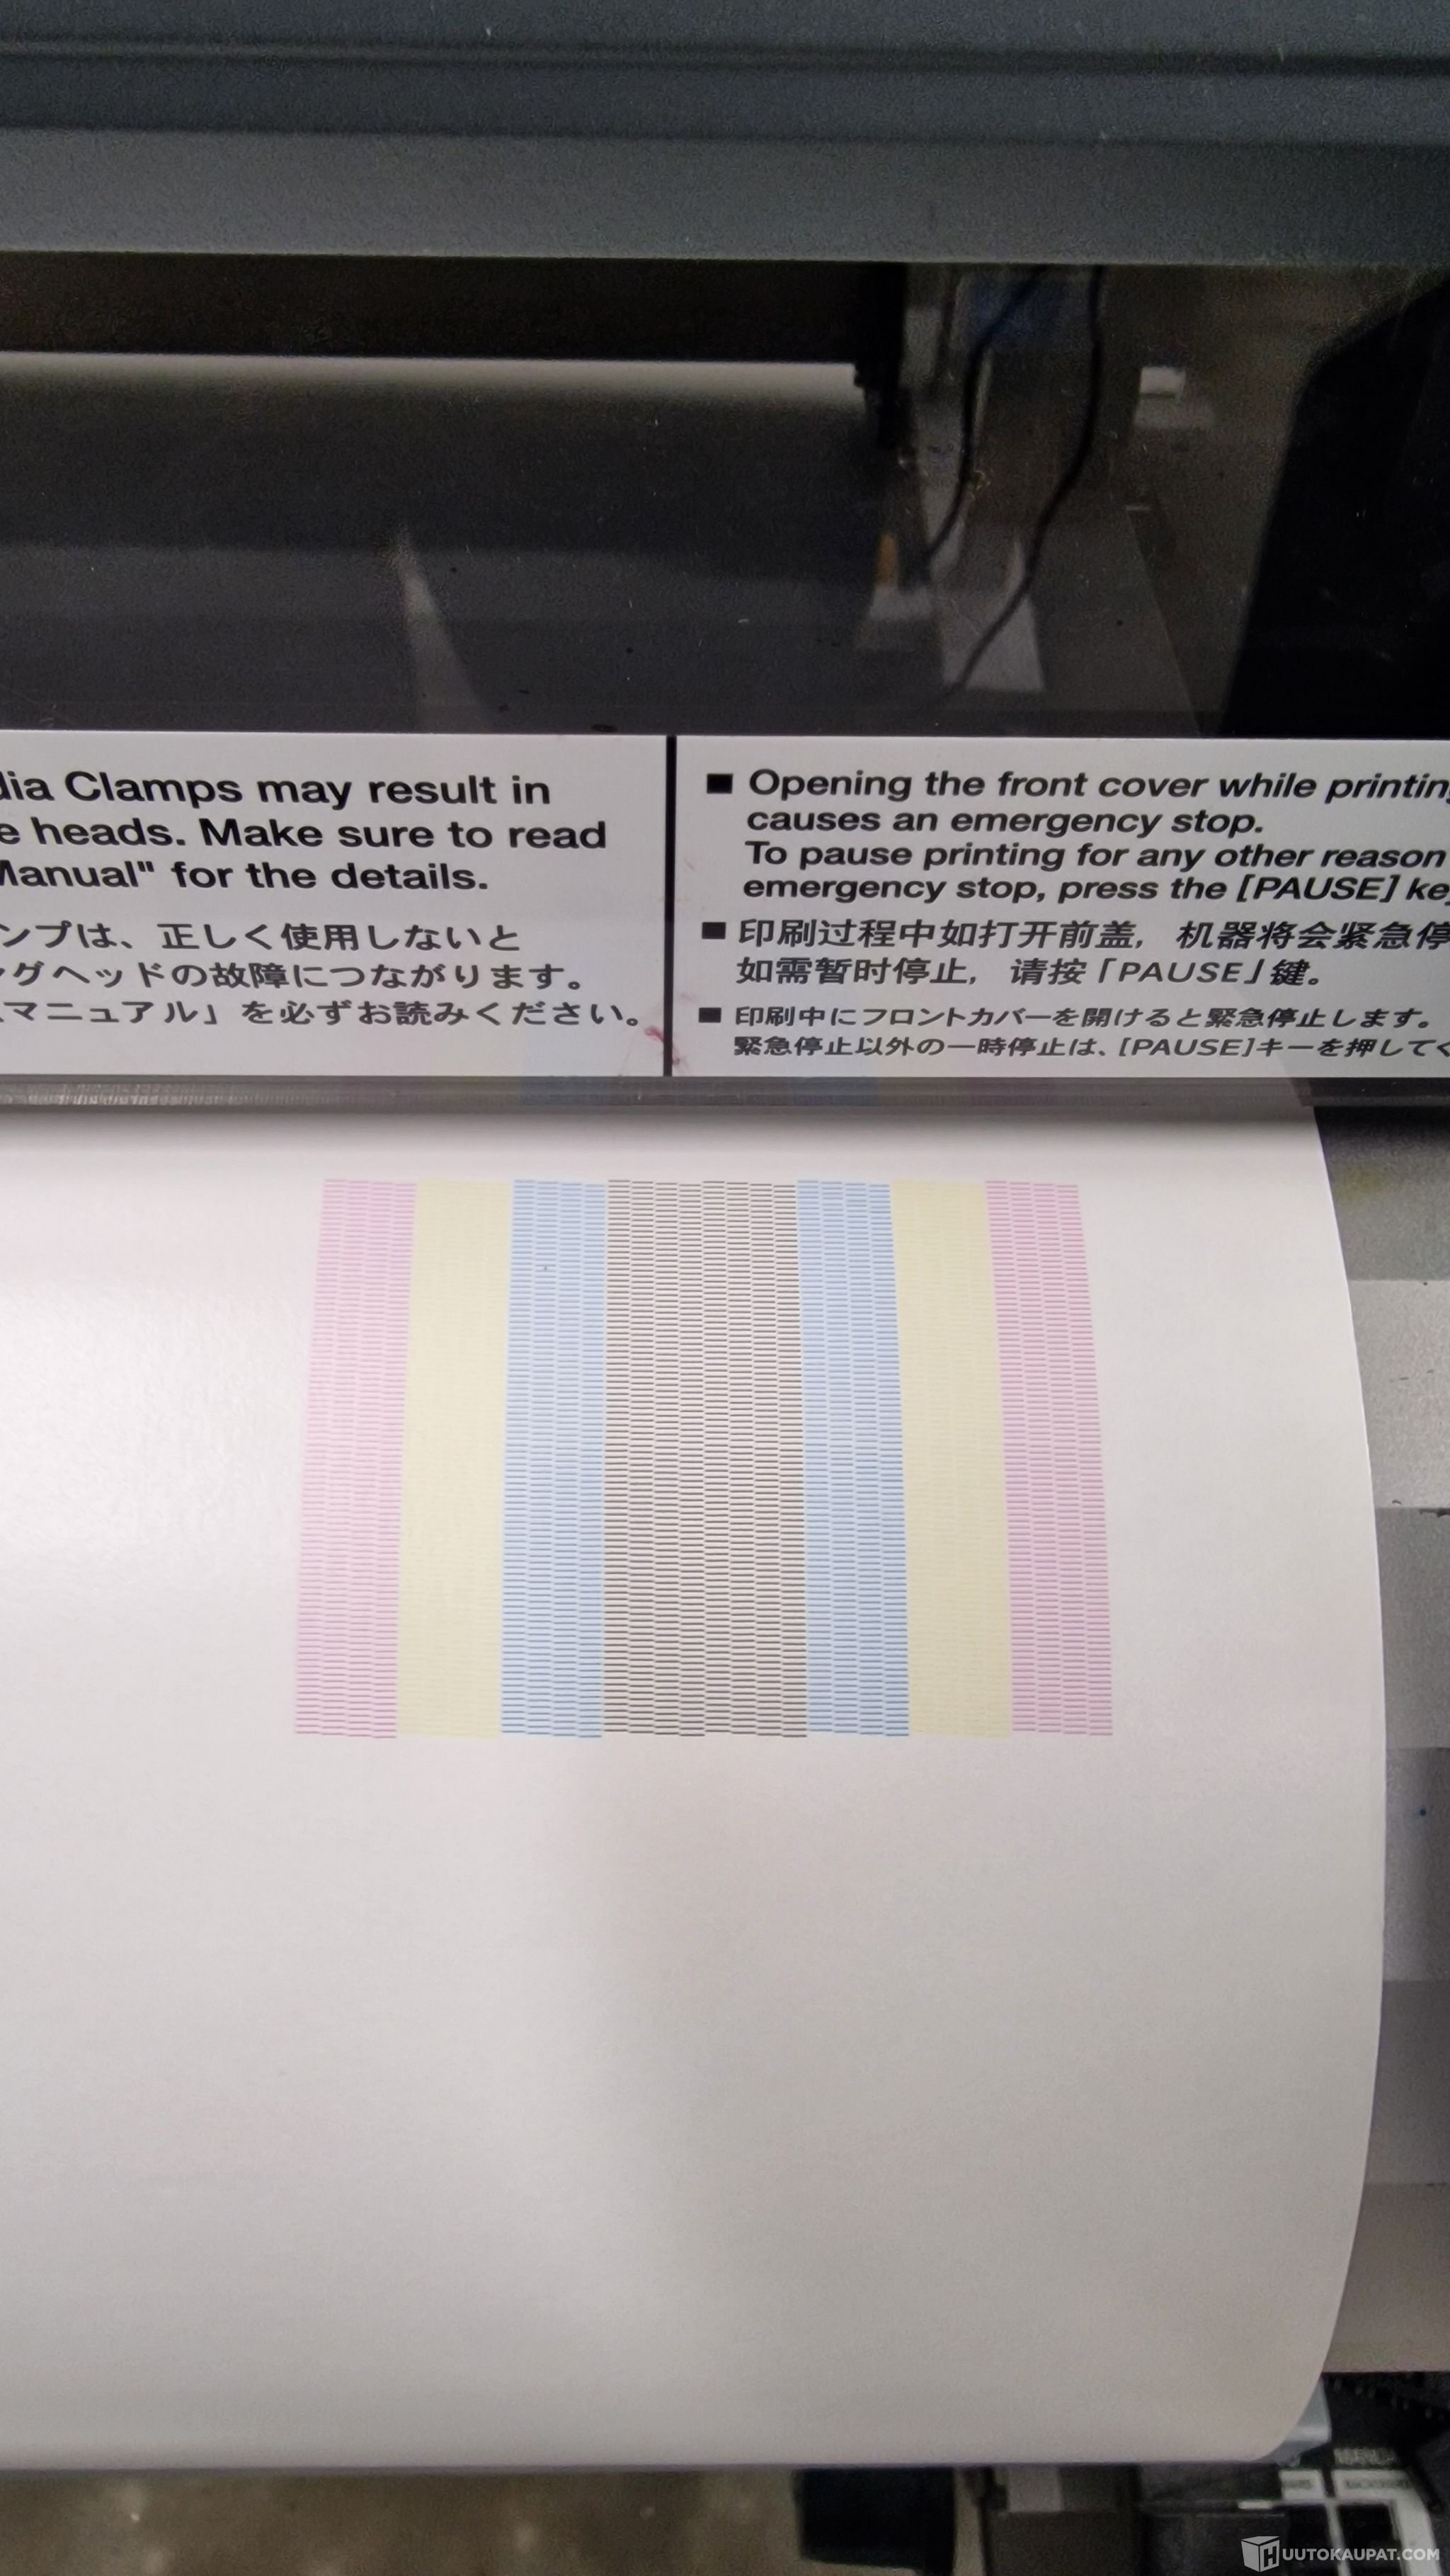 dia Clamps may result in
e heads. Make sure to read
Manual" for the details.
ンプは、正しく使用しないと
グヘッドの故障につながります。
マニュアル」を必ずお読みください。
■ Opening the front cover while printing
causes an emergency stop.
To pause printing for any other reason
emergency stop, press the [PAUSE] key
■ 印刷过程中如打开前盖, 机器将会紧急停
如需暂时停止, 请按「PAUSE」键。
■ 印刷中にフロントカバーを開けると緊急停止します。
緊急停止以外の一時停止は、[PAUSE]キーを押してく
HUUTOKAUPAT.COM